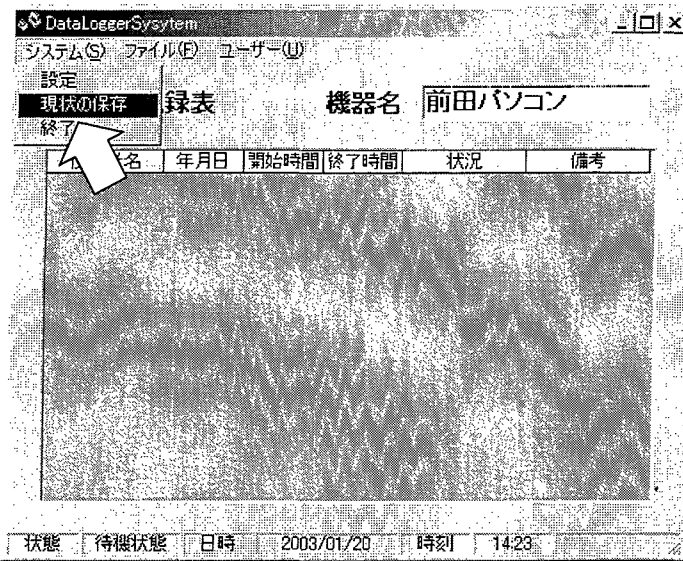 DataLoggerSysytem
システム(S) ファイル(F) ユーザー(U)
設定
現状の保存
終了
録表 機器名 前田パソコン
名 年月日 開始時間 終了時間 状況 備考
状態 待機状態 日時 2003/01/20 時刻 14:23